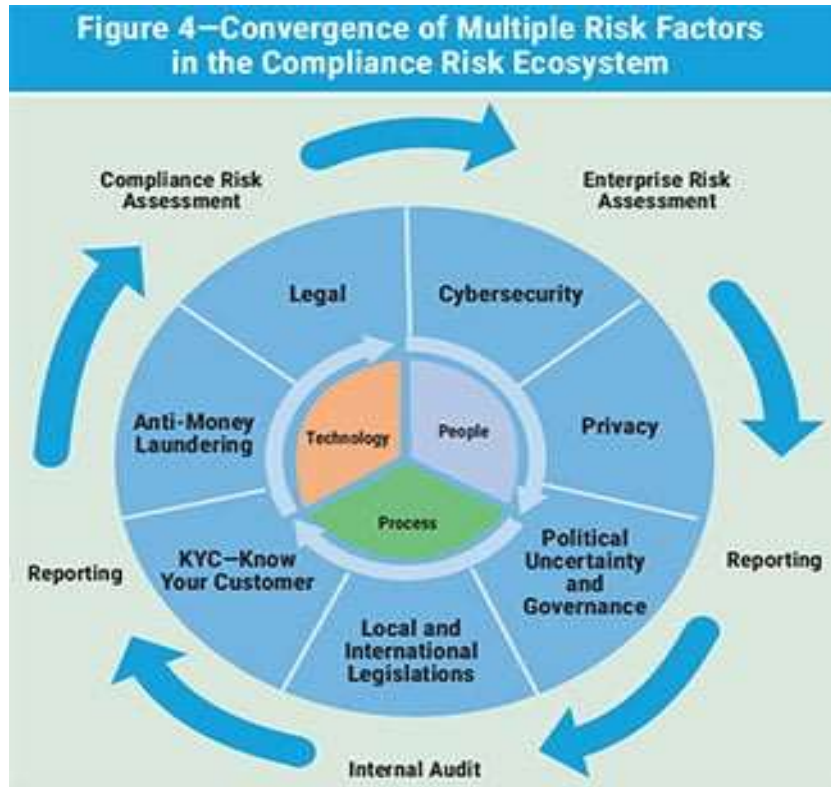 Figure 4—Convergence of Multiple Risk Factors
in the Compliance Risk Ecosystem
Compliance Risk
Assessment
Enterprise Risk
Assessment
Legal
Cybersecurity
Anti-Money
Laundering
Technology
People
Privacy
Process
KYC—Know
Your Customer
Political
Uncertainty
and
Governance
Reporting
Reporting
Local and
International
Legislations
Internal Audit